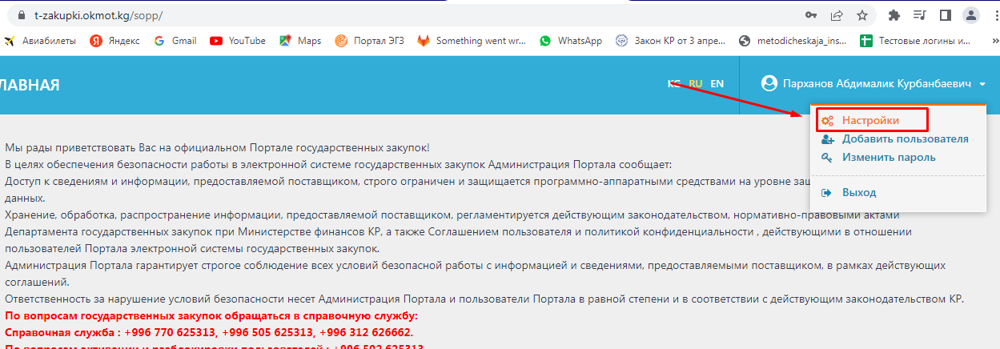 t-zakupki.okmot.kg/sopp/
Авиабилеты Яндекс Gmail YouTube Maps Портал ЭГЗ Something went wr... WhatsApp Закон КР от 3 апре... metodicheskaja_ins... Тестовые логины и... »
ЛАВНАЯ
KG RU EN
Парханов Абдималик Курбанбаевич
Настройки
Добавить пользователя
Изменить пароль
Выход
Мы рады приветствовать Вас на официальном Портале государственных закупок!
В целях обеспечения безопасности работы в электронной системе государственных закупок Администрация Портала сообщает:
Доступ к сведениям и информации, предоставляемой поставщиком, строго ограничен и защищается программно-аппаратными средствами на уровне защ
данных.
Хранение, обработка, распространение информации, предоставляемой поставщиком, регламентируется действующим законодательством, нормативно-правовыми актами
Департамента государственных закупок при Министерстве финансов КР, а также Соглашением пользователя и политикой конфиденциальности , действующими в отношении
пользователей Портала электронной системы государственных закупок.
Администрация Портала гарантирует строгое соблюдение всех условий безопасной работы с информацией и сведениями, предоставляемыми поставщиком, в рамках действующих
соглашений.
Ответственность за нарушение условий безопасности несет Администрация Портала и пользователи Портала в равной степени и в соответствии с действующим законодательством КР.
По вопросам государственных закупок обращаться в справочную службу:
Справочная служба : +996 770 625313, +996 505 625313, +996 312 626662.
По вопросам активации и разблокировки пользователей : +996 502 625313